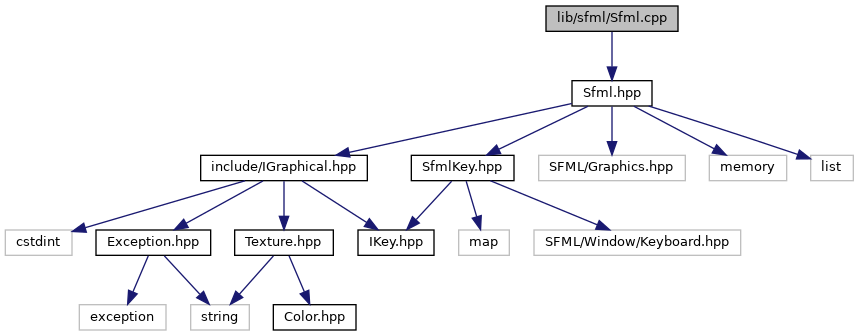 lib/sfml/Sfml.cpp
Sfml.hpp
include/IGraphical.hpp
SfmlKey.hpp
SFML/Graphics.hpp
memory
list
cstdint
Exception.hpp
Texture.hpp
IKey.hpp
map
SFML/Window/Keyboard.hpp
exception
string
Color.hpp